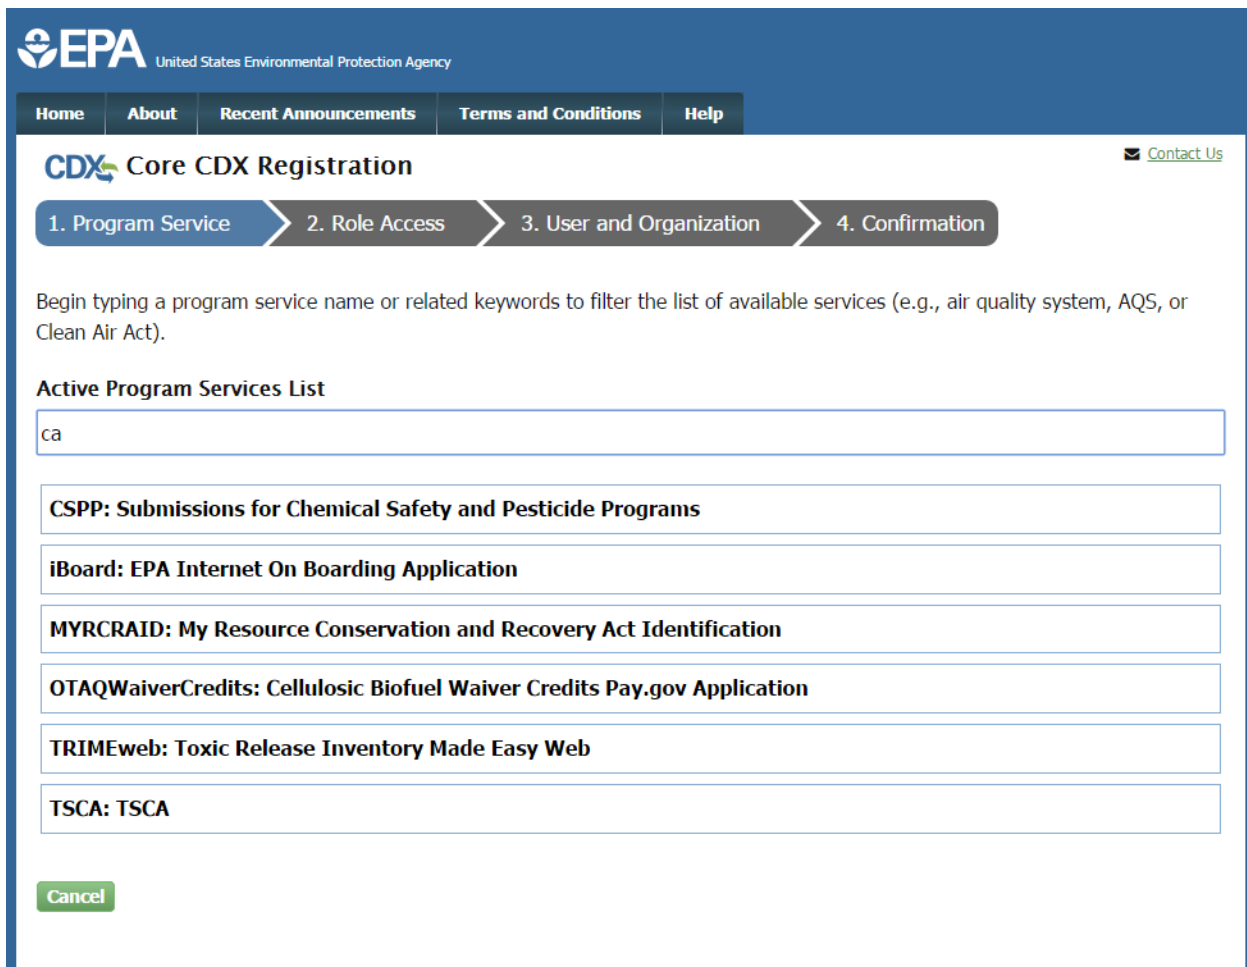 EPA United States Environmental Protection Agency
Home About Recent Announcements Terms and Conditions Help
Contact Us
CDX Core CDX Registration
1. Program Service 2. Role Access 3. User and Organization 4. Confirmation
Begin typing a program service name or related keywords to filter the list of available services (e.g., air quality system, AQS, or
Clean Air Act).
Active Program Services List
ca
CSPP: Submissions for Chemical Safety and Pesticide Programs
iBoard: EPA Internet On Boarding Application
MYRCRAID: My Resource Conservation and Recovery Act Identification
OTAQWaiverCredits: Cellulosic Biofuel Waiver Credits Pay.gov Application
TRIMEweb: Toxic Release Inventory Made Easy Web
TSCA: TSCA
Cancel